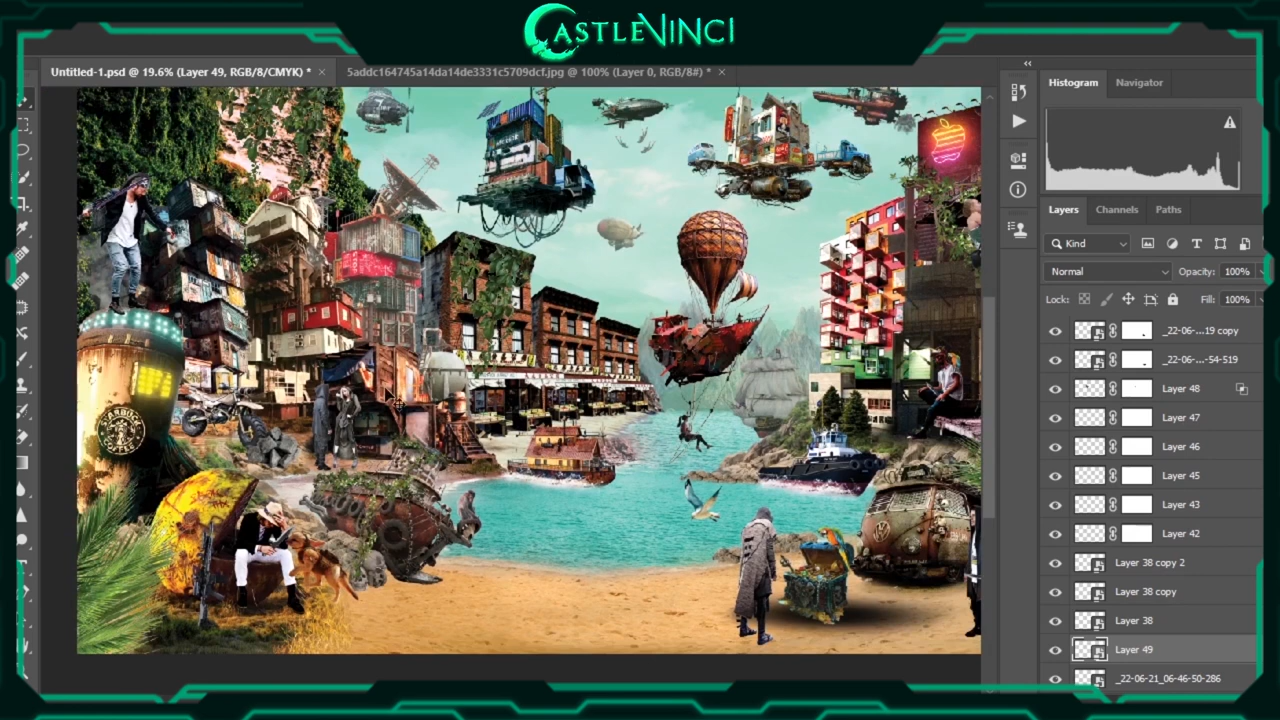 CASTLEVINCI
Untitled-1.psd @ 19.6% (Layer 49, RGB/8/CMYK) * ×
5addc164745a14da14de3331c5709dcf.jpg @ 100% (Layer 0, RGB/8#) * ×
Histogram
Navigator
Layers
Channels
Paths
Kind
Normal
Opacity: 100%
Lock:
Fill: 100%
_22-06-...19 copy
_22-06-...-54-519
Layer 48
Layer 47
Layer 46
Layer 45
Layer 43
Layer 42
Layer 38 copy 2
Layer 38 copy
Layer 38
Layer 49
_22-06-21_06-46-50-286